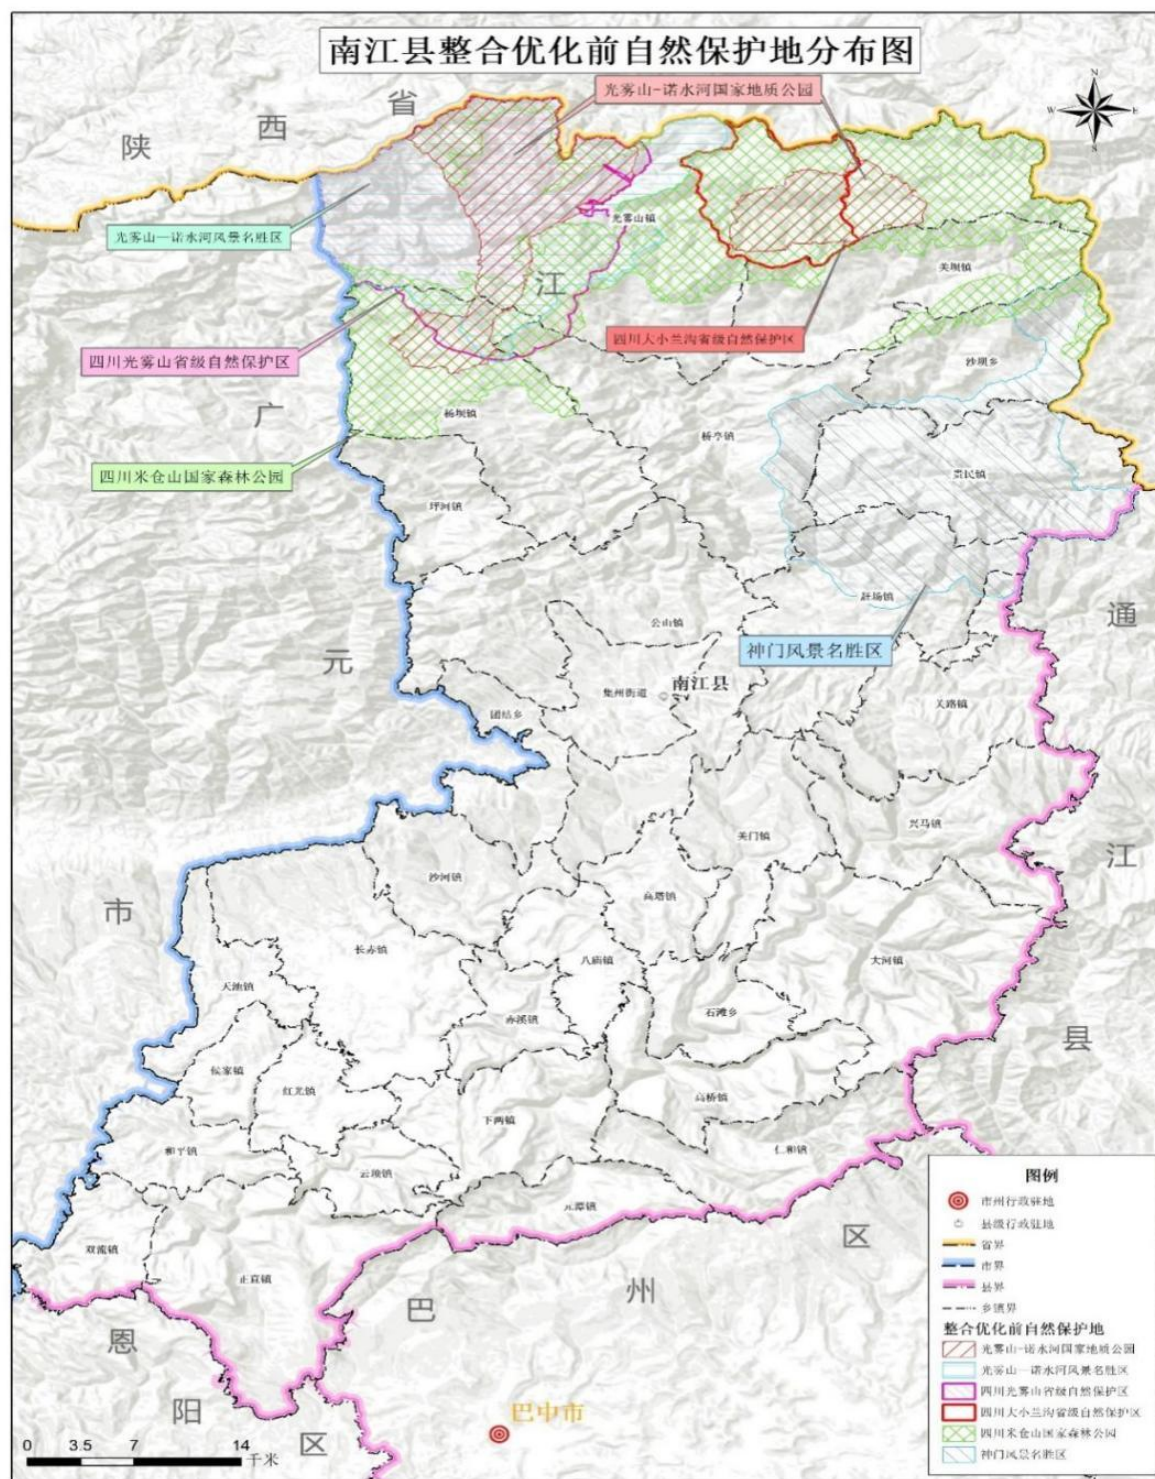 南江县整合优化前自然保护地分布图
陕
西
省
光雾山-诺水河国家地质公园
N
W
E
S
光雾山—诺水河风景名胜区
光雾山镇
江
关坝镇
四川大小兰沟省级自然保护区
四川光雾山省级自然保护区
沙坝乡
广
杨坝镇
桥亭镇
四川米仓山国家森林公园
贵民镇
坪河镇
赶场镇
通
公山镇
神门风景名胜区
元
集州街道
南江县
团结乡
关路镇
兴马镇
关门镇
江
沙河镇
高塔镇
市
长赤镇
八庙镇
大河镇
天池镇
赤溪镇
石滩乡
县
侯家镇
红光镇
高桥镇
下两镇
和平镇
仁和镇
云顶镇
元潭镇
双流镇
正直镇
区
州
巴
恩
阳
区
巴中市
0 3.5 7 14
千米
图例
市州行政驻地
县级行政驻地
省界
市界
县界
乡镇界
整合优化前自然保护地
光雾山-诺水河国家地质公园
光雾山—诺水河风景名胜区
四川光雾山省级自然保护区
四川大小兰沟省级自然保护区
四川米仓山国家森林公园
神门风景名胜区